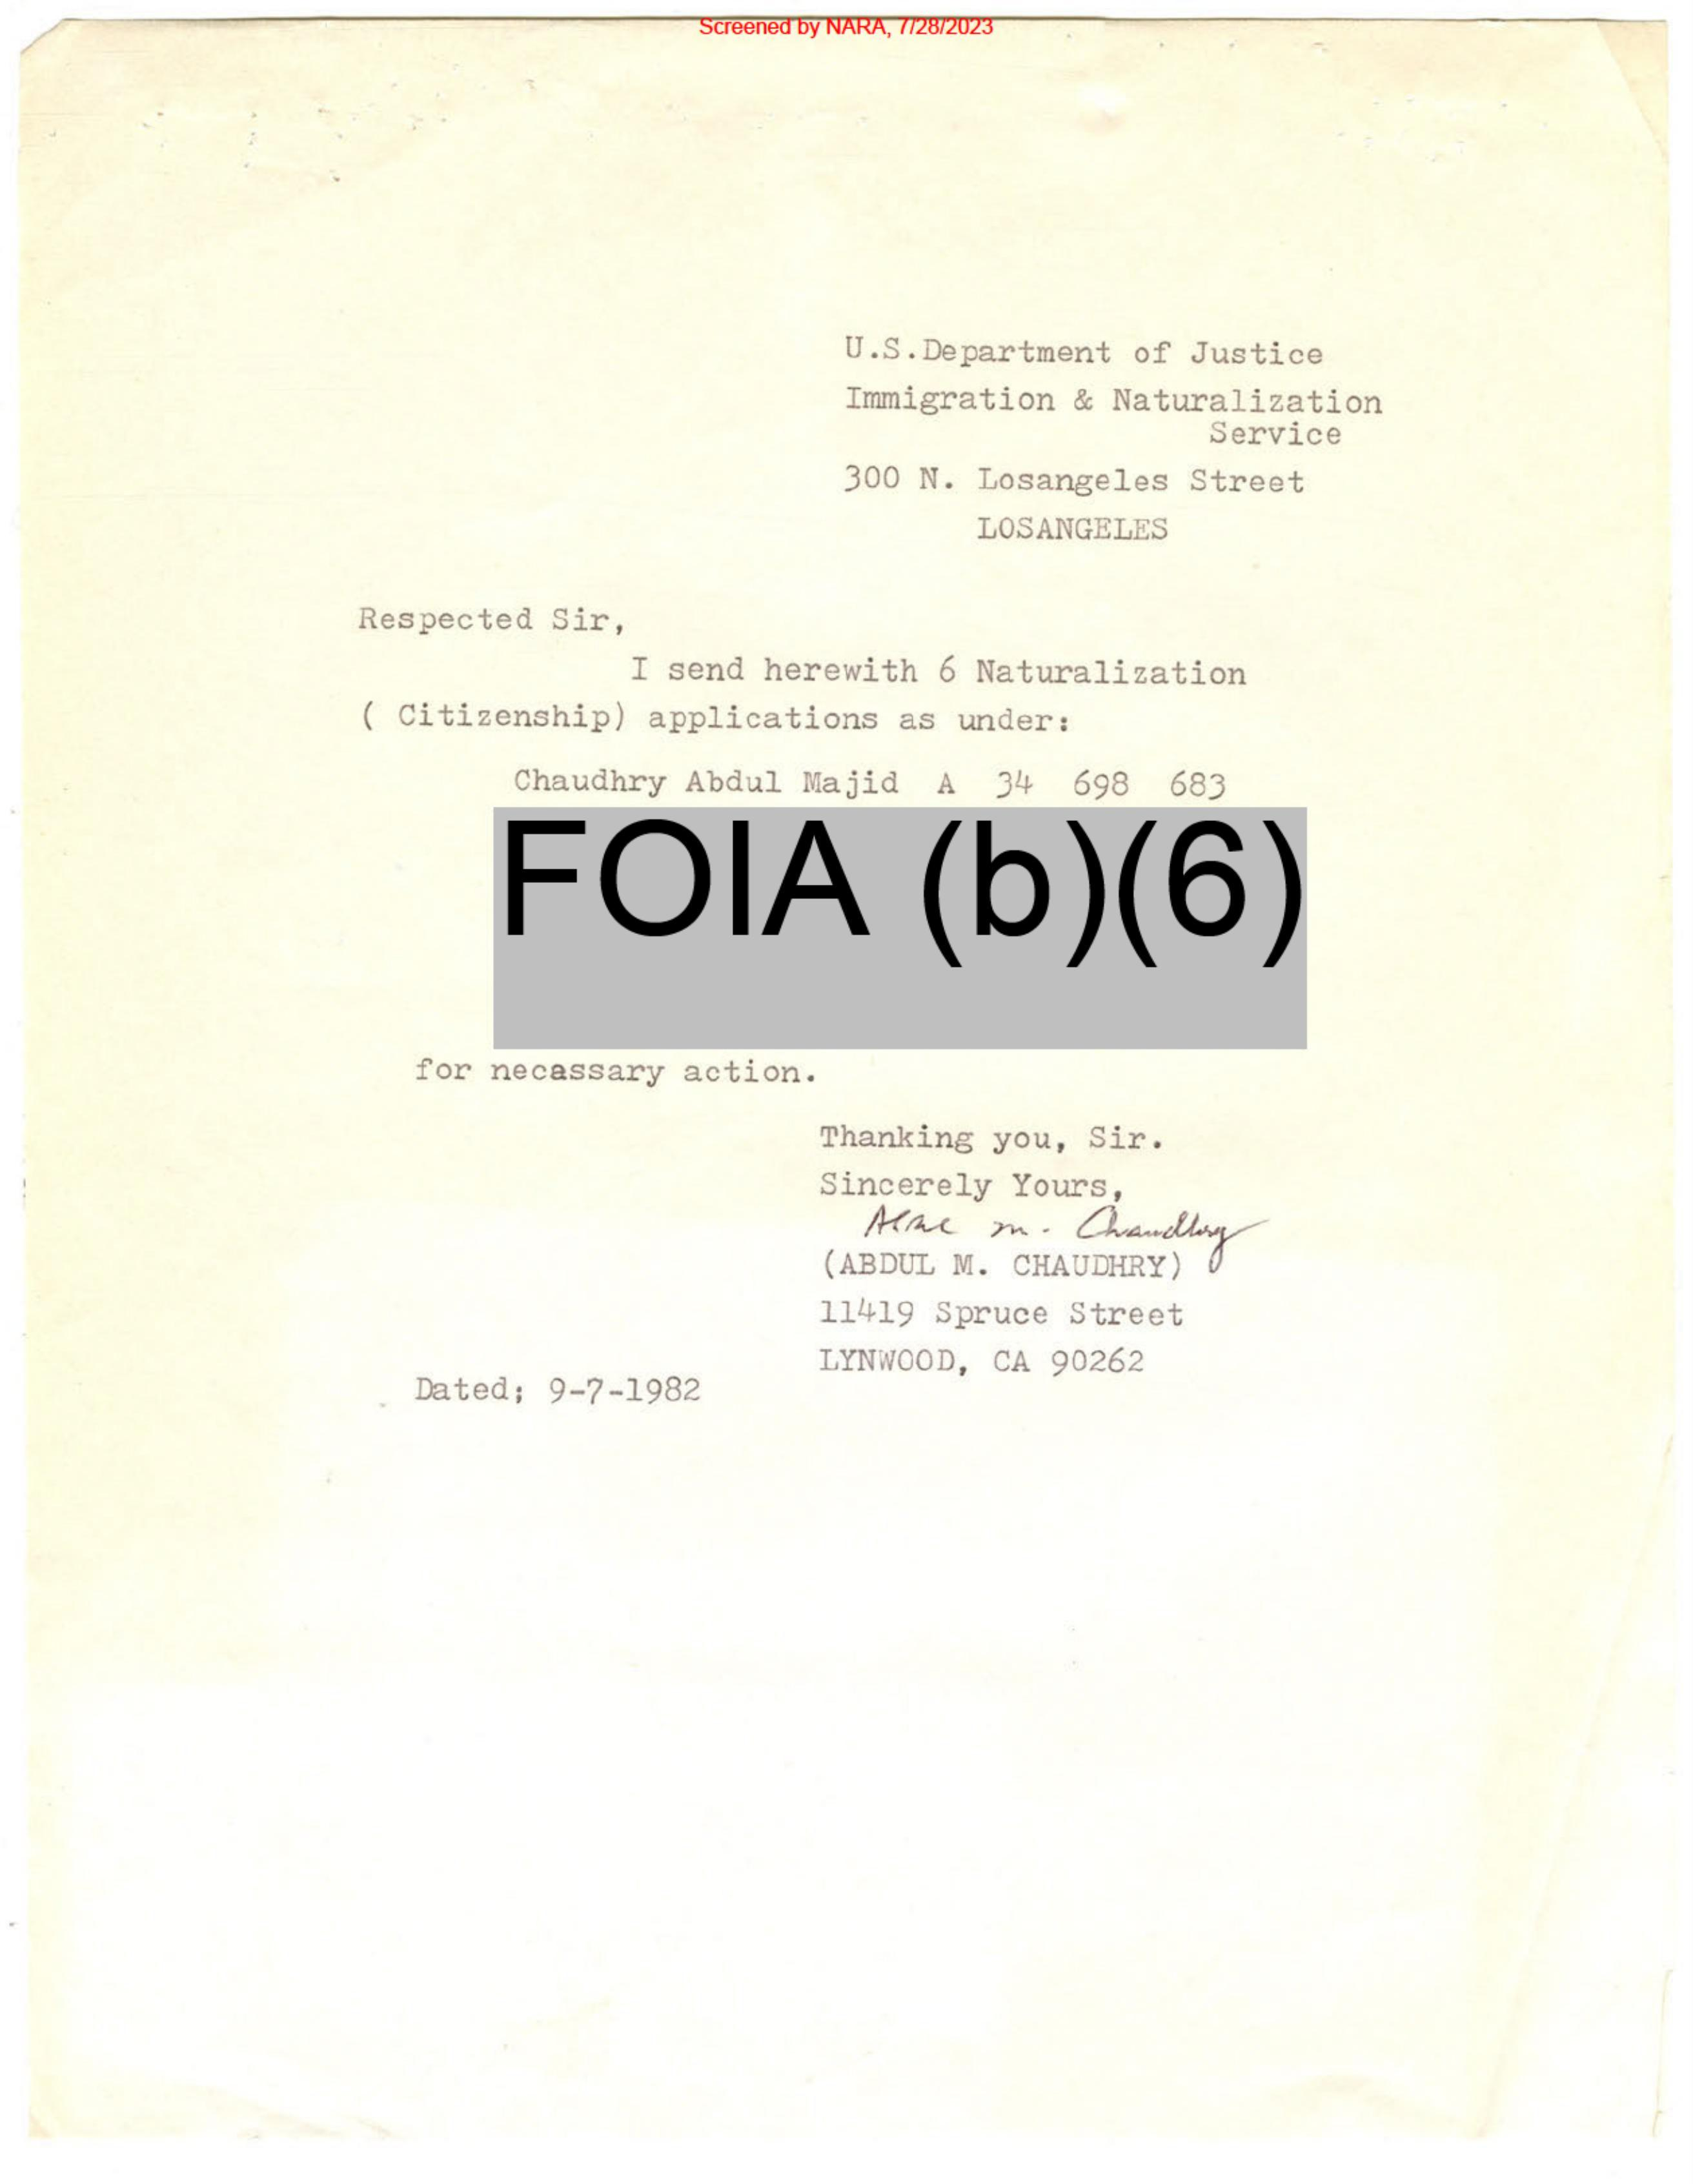 Screened by NARA, 7/28/2023
U.S.Department of Justice
Immigration & Naturalization
Service
300 N. Losangeles Street
LOSANGELES
Respected Sir,
I send herewith 6 Naturalization
( Citizenship) applications as under:
Chaudhry Abdul Majid A 34 698 683
FOIA (b)(6)
for necassary action.
Thanking you, Sir.
Sincerely Yours,
m. Chaudhry
(ABDUL M. CHAUDHRY)
11419 Spruce Street
LYNWOOD, CA 90262
Dated; 9-7-1982